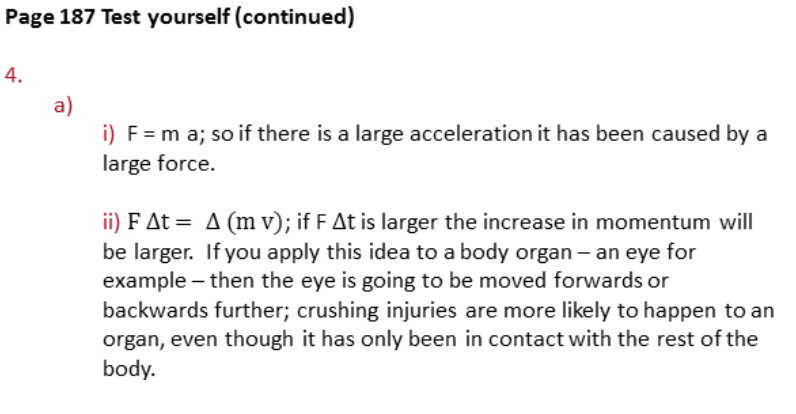 Page 187 Test yourself (continued)
4.
a)
i) F = m a; so if there is a large acceleration it has been caused by a
large force.
ii) F Δt = Δ (m v); if F Δt is larger the increase in momentum will
be larger. If you apply this idea to a body organ – an eye for
example – then the eye is going to be moved forwards or
backwards further; crushing injuries are more likely to happen to an
organ, even though it has only been in contact with the rest of the
body.